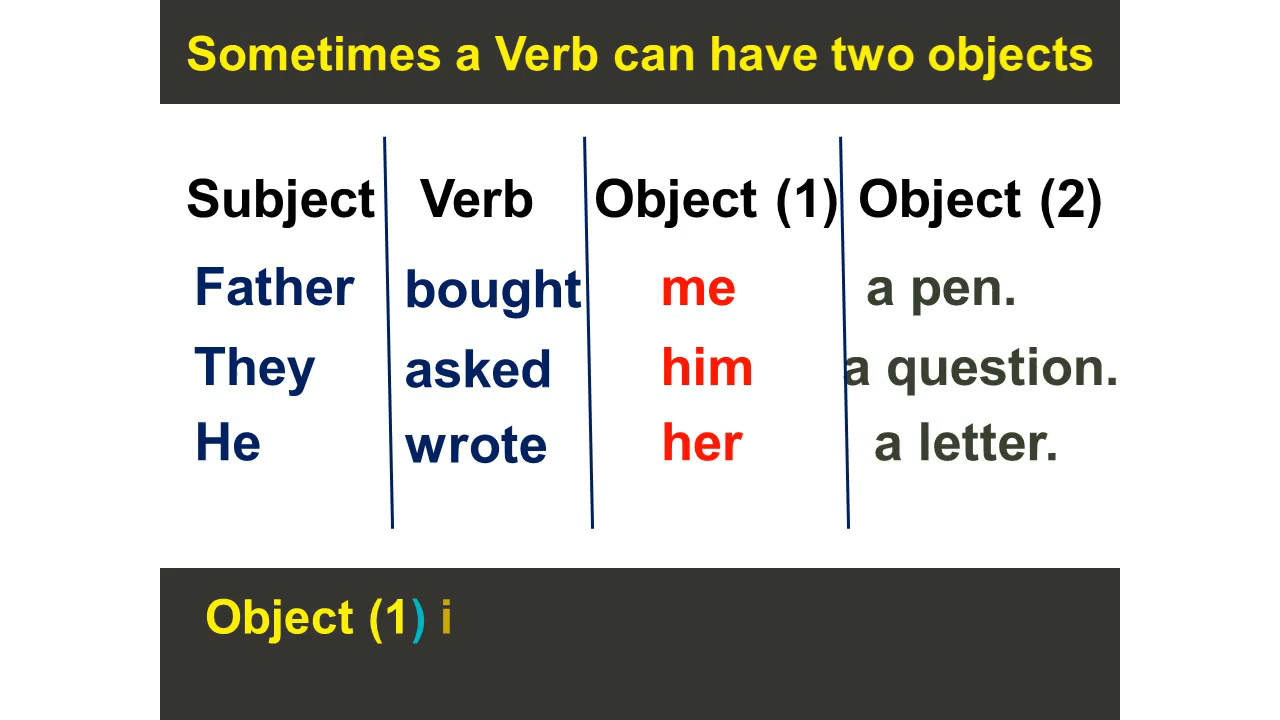 Sometimes a Verb can have two objects
Subject Verb Object (1) Object (2)
Father bought me a pen.
They asked him a question.
He wrote her a letter.
Object (1) i